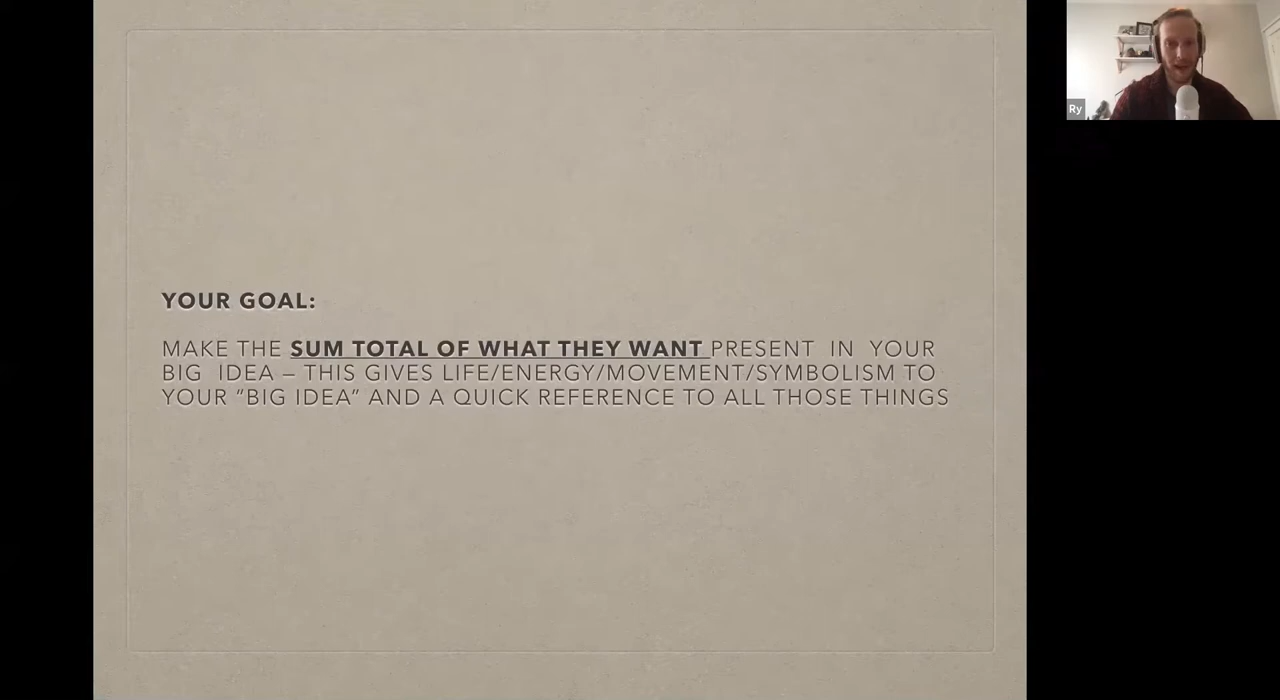 YOUR GOAL:
MAKE THE SUM TOTAL OF WHAT THEY WANT PRESENT IN YOUR
BIG IDEA – THIS GIVES LIFE/ENERGY/MOVEMENT/SYMBOLISM TO
YOUR “BIG IDEA” AND A QUICK REFERENCE TO ALL THOSE THINGS
Ry